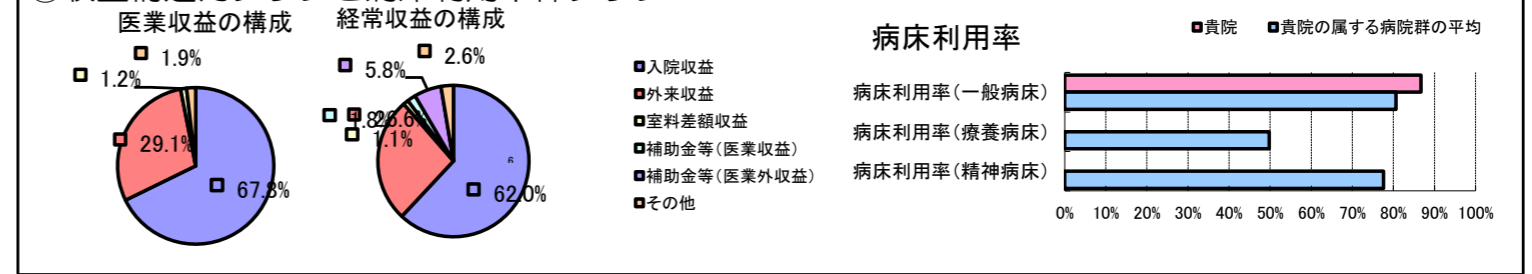 医業収益の構成
1.9%
1.2%
29.1%
67.8%
経常収益の構成
2.6%
5.8%
1.8%
26.6%
1.1%
62.0%
入院収益
外来収益
室料差額収益
補助金等(医業収益)
補助金等(医業外収益)
その他
病床利用率
貴院
貴院の属する病院群の平均
病床利用率(一般病床)
病床利用率(療養病床)
病床利用率(精神病床)
0% 10% 20% 30% 40% 50% 60% 70% 80% 90% 100%